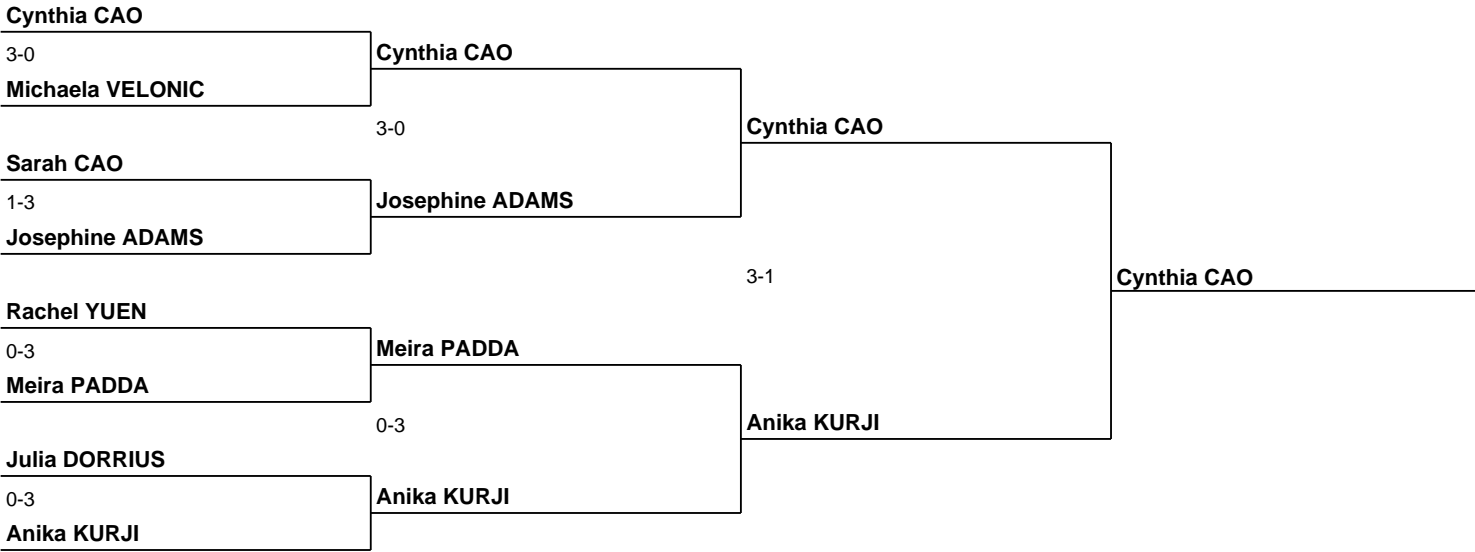 Cynthia CAO
3-0
Cynthia CAO
Michaela VELONIC
3-0
Cynthia CAO
Sarah CAO
1-3
Josephine ADAMS
Josephine ADAMS
3-1
Cynthia CAO
Rachel YUEN
0-3
Meira PADDA
Meira PADDA
0-3
Anika KURJI
Julia DORRIUS
0-3
Anika KURJI
Anika KURJI